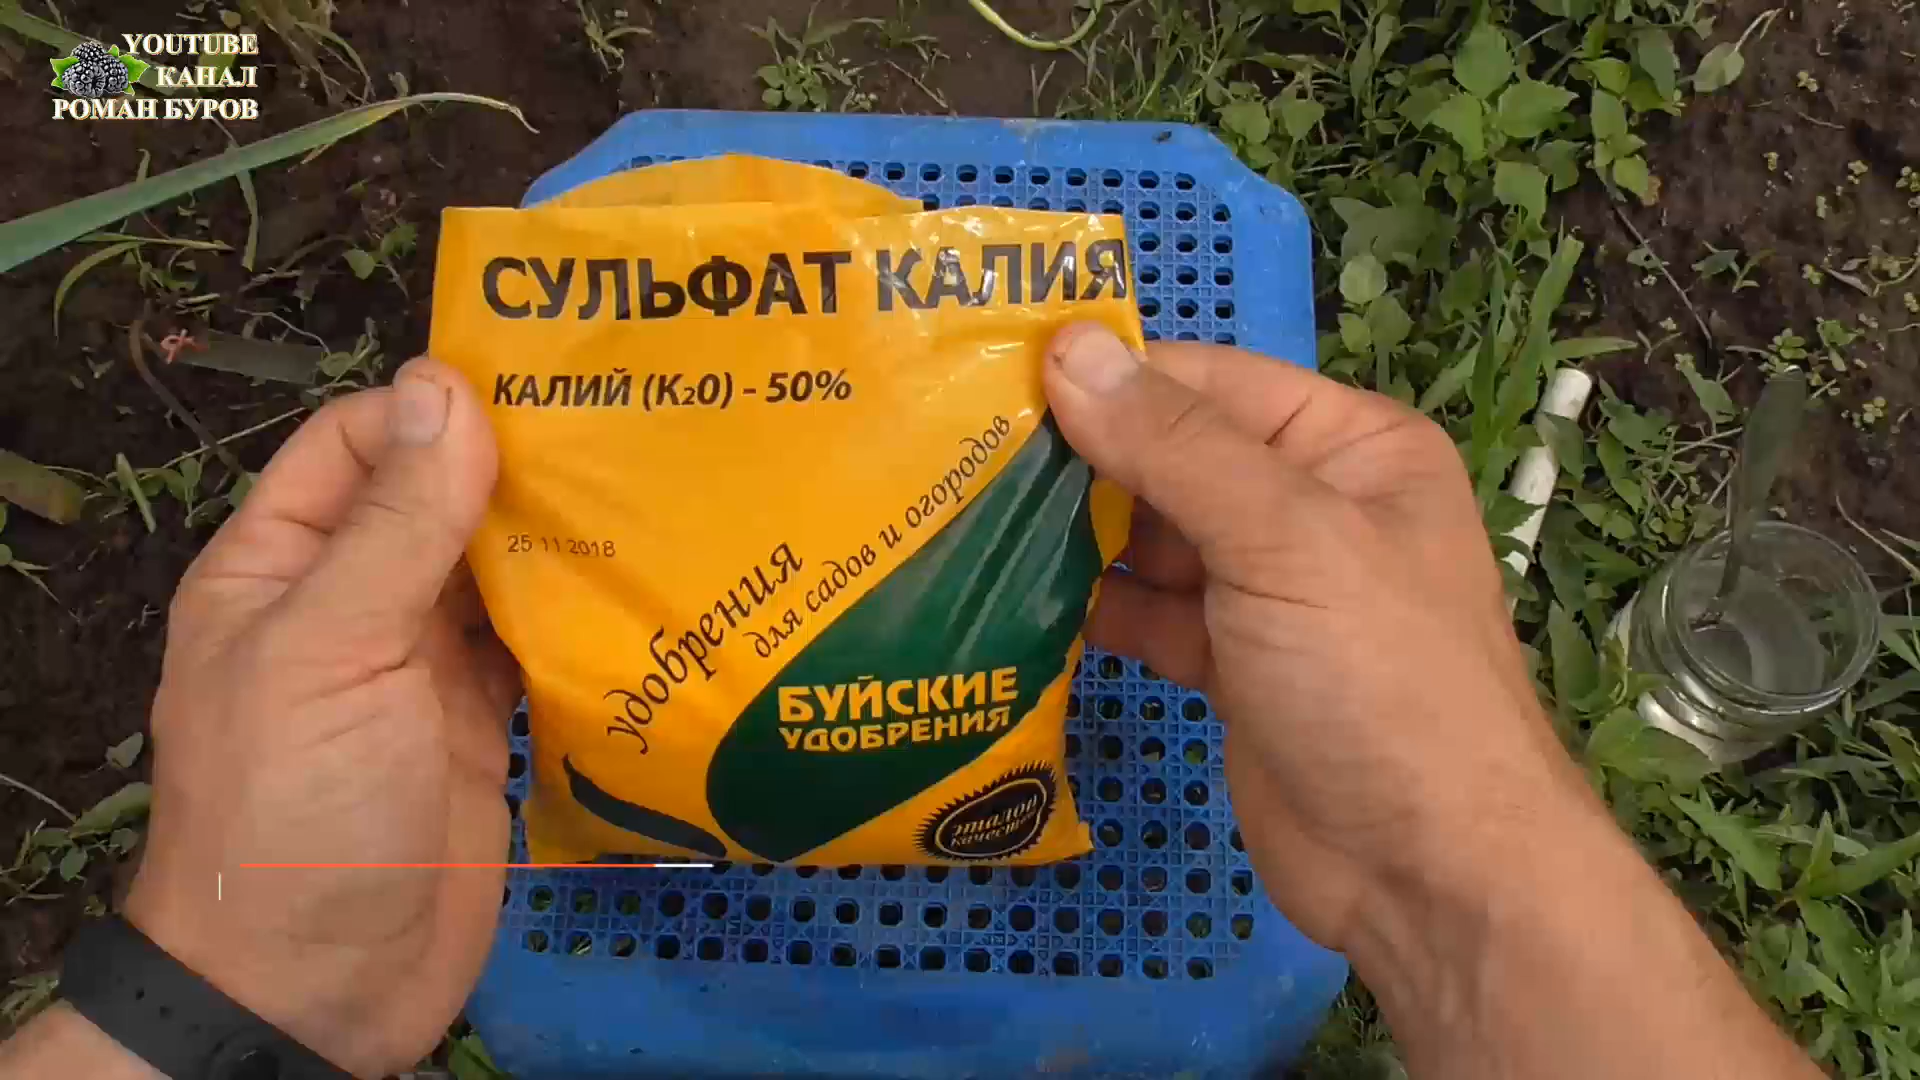 YOUTUBE
КАНАЛ
РОМАН БУРОВ
СУЛЬФАТ КАЛИЯ
КАЛИЙ (K₂O) - 50%
25 11 2018
удобрения
для садов и огородов
БУЙСКИЕ
УДОБРЕНИЯ
эталон
качества